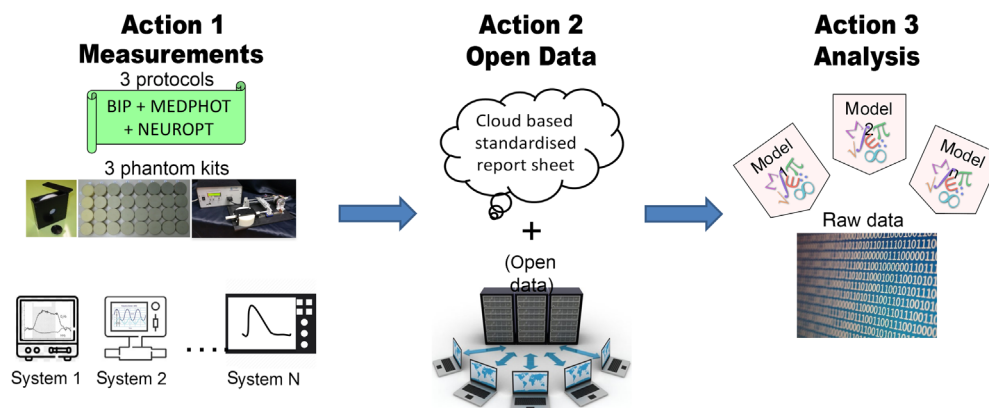 Action 1
Measurements
3 protocols
BIP + MEDPHOT
+ NEUROPT
3 phantom kits
System 1
System 2
System N
Action 2
Open Data
Cloud based
standardised
report sheet
+
(Open
data)
Action 3
Analysis
Model
1
Model
2
Model
n
Raw data